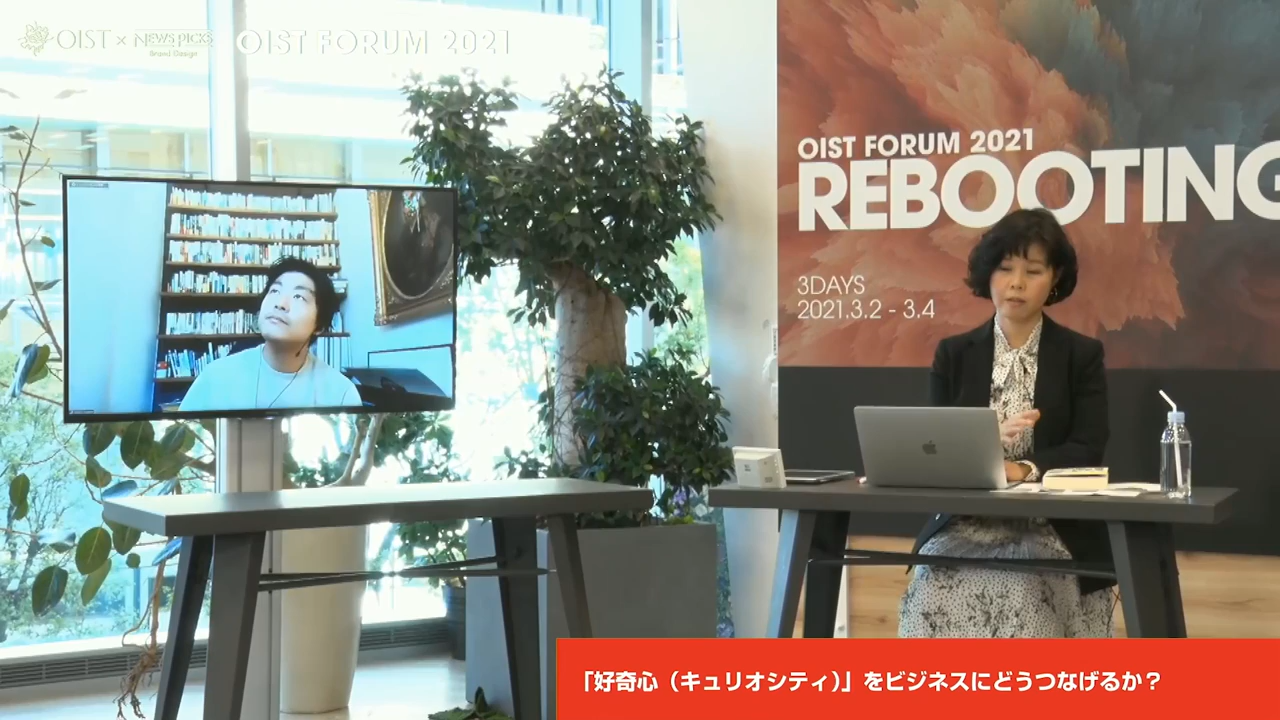 OIST × NEWSPICKS
Brand Design
OIST FORUM 2021
OIST FORUM 2021
REBOOTING
3DAYS
2021.3.2 - 3.4
「好奇心（キュリオシティ）」をビジネスにどうつなげるか？